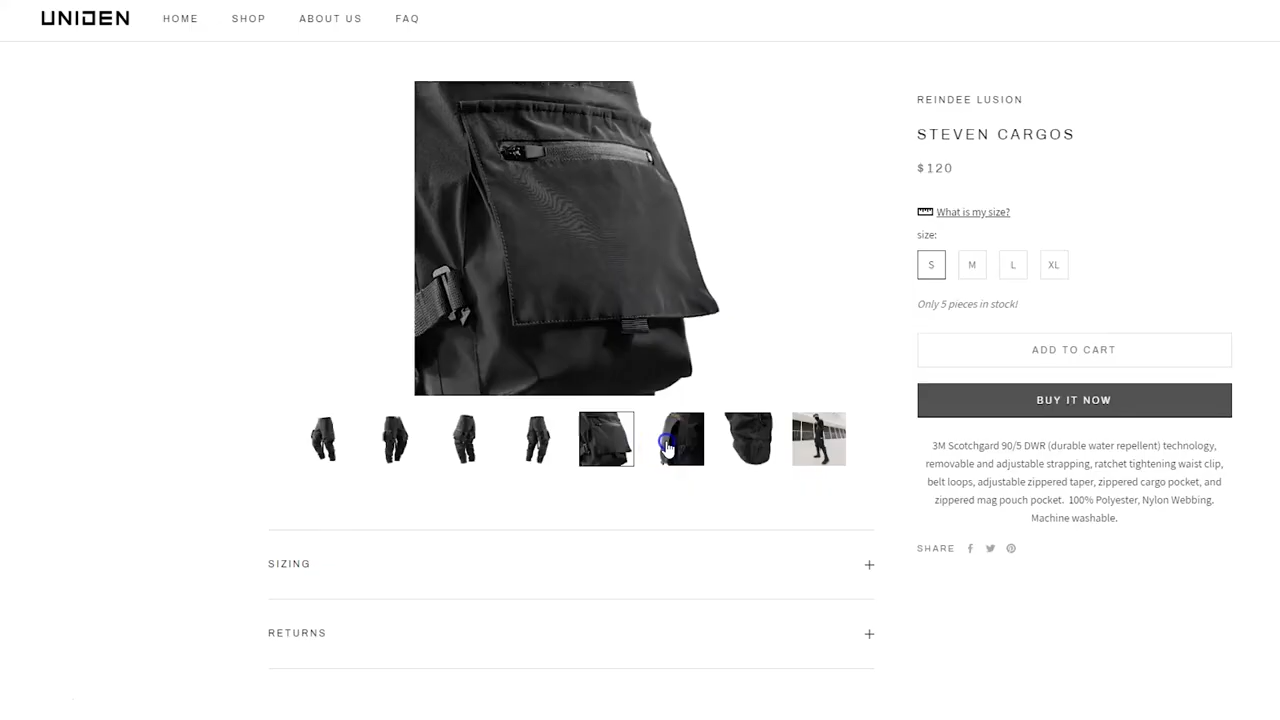 UNIDEN
HOME
SHOP
ABOUT US
FAQ
REINDEE LUSION
STEVEN CARGOS
$120
What is my size?
size:
S
M
L
XL
Only 5 pieces in stock!
ADD TO CART
BUY IT NOW
3M Scotchgard 90/5 DWR (durable water repellent) technology,
removable and adjustable strapping, ratchet tightening waist clip,
belt loops, adjustable zippered taper, zippered cargo pocket, and
zippered mag pouch pocket. 100% Polyester, Nylon Webbing.
Machine washable.
SHARE
SIZING
RETURNS